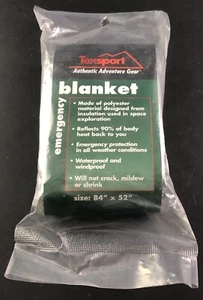 Texsport
Authentic Adventure Gear
emergency
blanket
• Made of polyester
material designed from
insulation used in space
exploration
• Reflects 90% of body
heat back to you
• Emergency protection
in all weather conditions
• Waterproof and
windproof
• Will not crack, mildew
or shrink
size: 84" x 52"